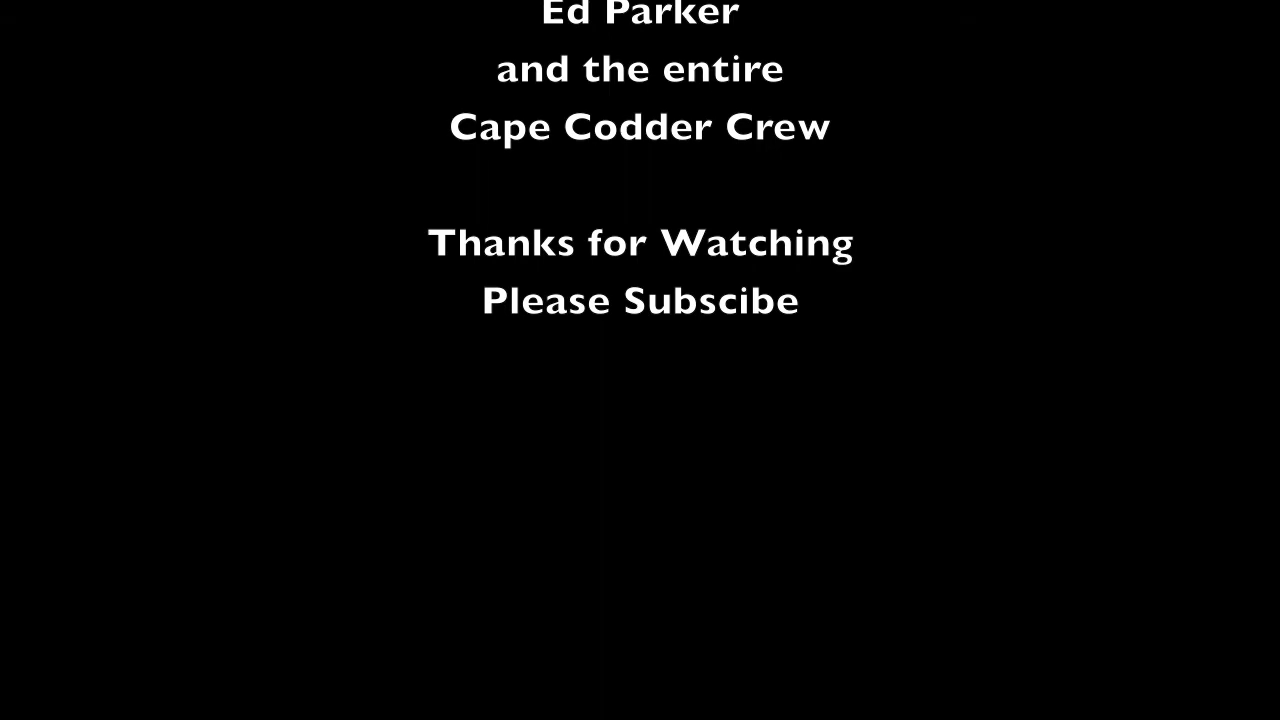 Ed Parker
and the entire
Cape Codder Crew
Thanks for Watching
Please Subscibe